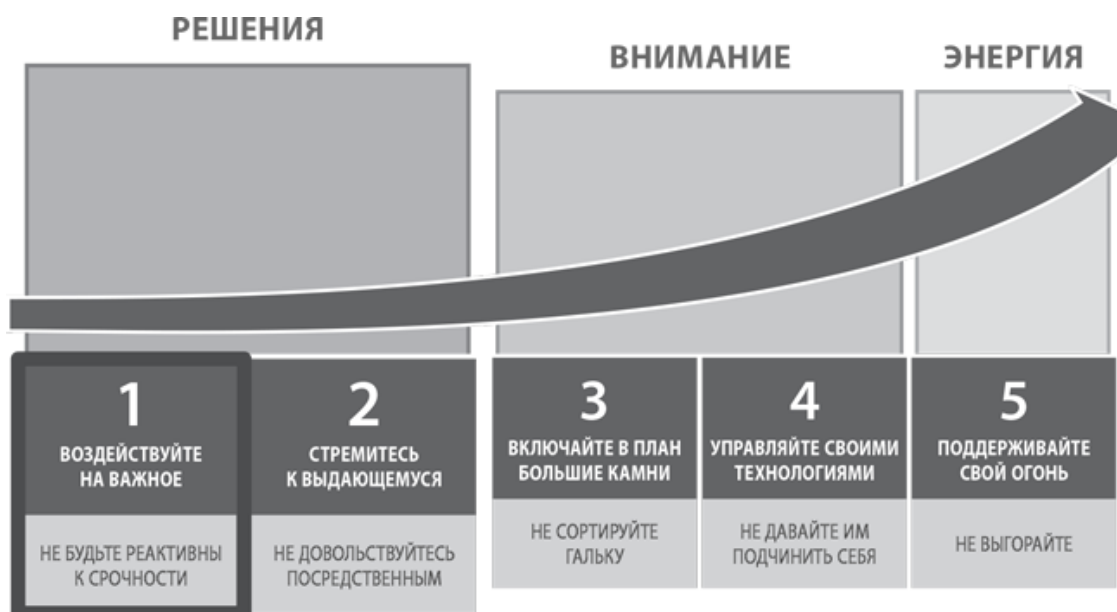 РЕШЕНИЯ
ВНИМАНИЕ
ЭНЕРГИЯ
1
ВОЗДЕЙСТВУЙТЕ
НА ВАЖНОЕ
НЕ БУДЬТЕ РЕАКТИВНЫ
К СРОЧНОСТИ
2
СТРЕМИТЕСЬ
К ВЫДАЮЩЕМУСЯ
НЕ ДОВОЛЬСТВУЙТЕСЬ
ПОСРЕДСТВЕННЫМ
3
ВКЛЮЧАЙТЕ В ПЛАН
БОЛЬШИЕ КАМНИ
НЕ СОРТИРУЙТЕ
ГАЛЬКУ
4
УПРАВЛЯЙТЕ СВОИМИ
ТЕХНОЛОГИЯМИ
НЕ ДАВАЙТЕ ИМ
ПОДЧИНИТЬ СЕБЯ
5
ПОДДЕРЖИВАЙТЕ
СВОЙ ОГОНЬ
НЕ ВЫГОРАЙТЕ